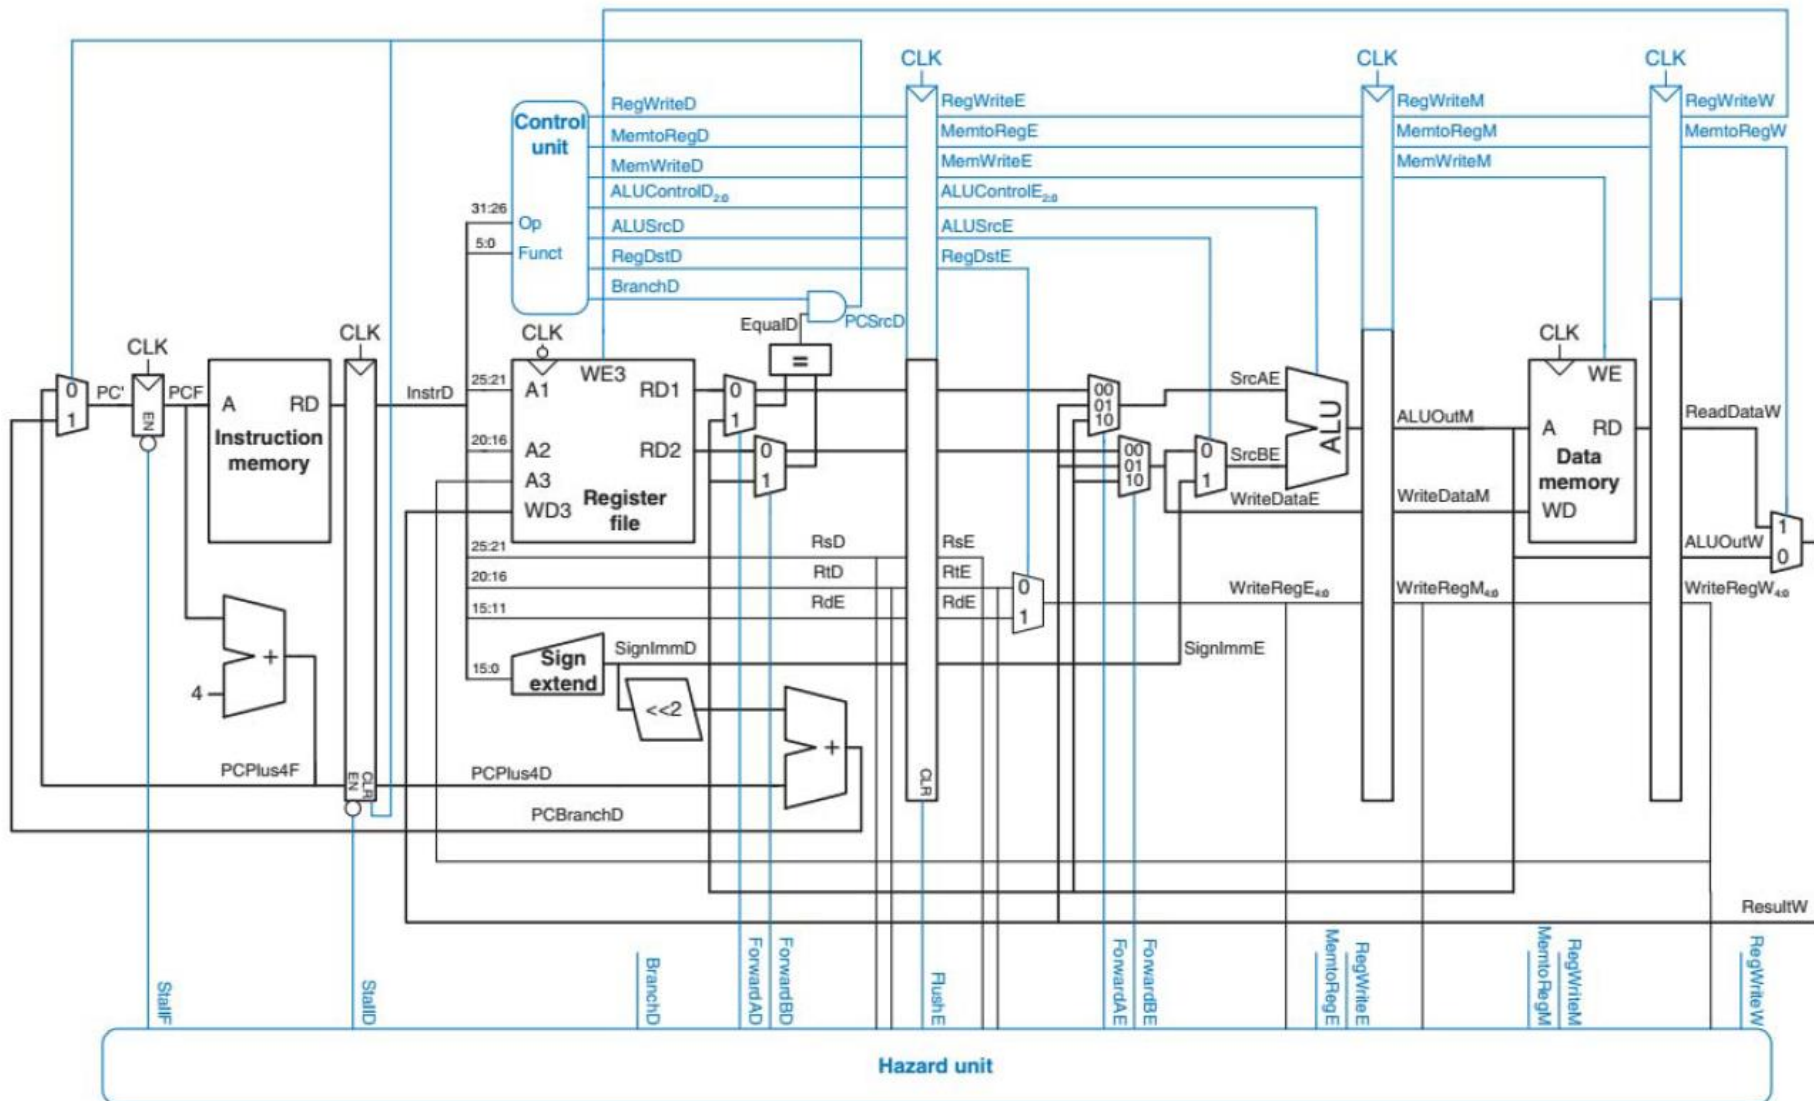 CLK
CLK
CLK
RegWriteD
RegWriteE
RegWriteM
RegWriteW
Control
unit
MemtoRegD
MemtoRegE
MemtoRegM
MemtoRegW
MemWriteD
MemWriteE
MemWriteM
ALUControlD2:0
ALUControlE2:0
31:26
Op
ALUSrcD
ALUSrcE
5:0
Funct
RegDstD
RegDstE
BranchD
EqualD
PCSrcD
CLK
CLK
CLK
CLK
=
0
1
PC'
EN
PCF
A
RD
Instruction
memory
InstrD
25:21
A1
WE3
RD1
20:16
A2
RD2
A3
WD3
Register
file
0
1
0
1
00
01
10
00
01
10
0
1
SrcAE
SrcBE
ALU
WriteDataE
ALUOutM
WriteDataM
WE
A
RD
Data
memory
WD
ReadDataW
1
0
ALUOutW
25:21
RsD
RsE
20:16
RtD
RtE
15:11
RdE
RdE
0
1
WriteRegE4:0
WriteRegM4:0
WriteRegW4:0
15:0
Sign
extend
SignImmD
SignImmE
<<2
+
4
+
PCPlus4F
EN
CLR
PCPlus4D
CLR
PCBranchD
ResultW
StallF
StallD
BranchD
ForwardAD
ForwardBD
FlushE
ForwardAE
ForwardBE
MemtoRegE
RegWriteE
MemtoRegM
RegWriteM
RegWriteW
Hazard unit